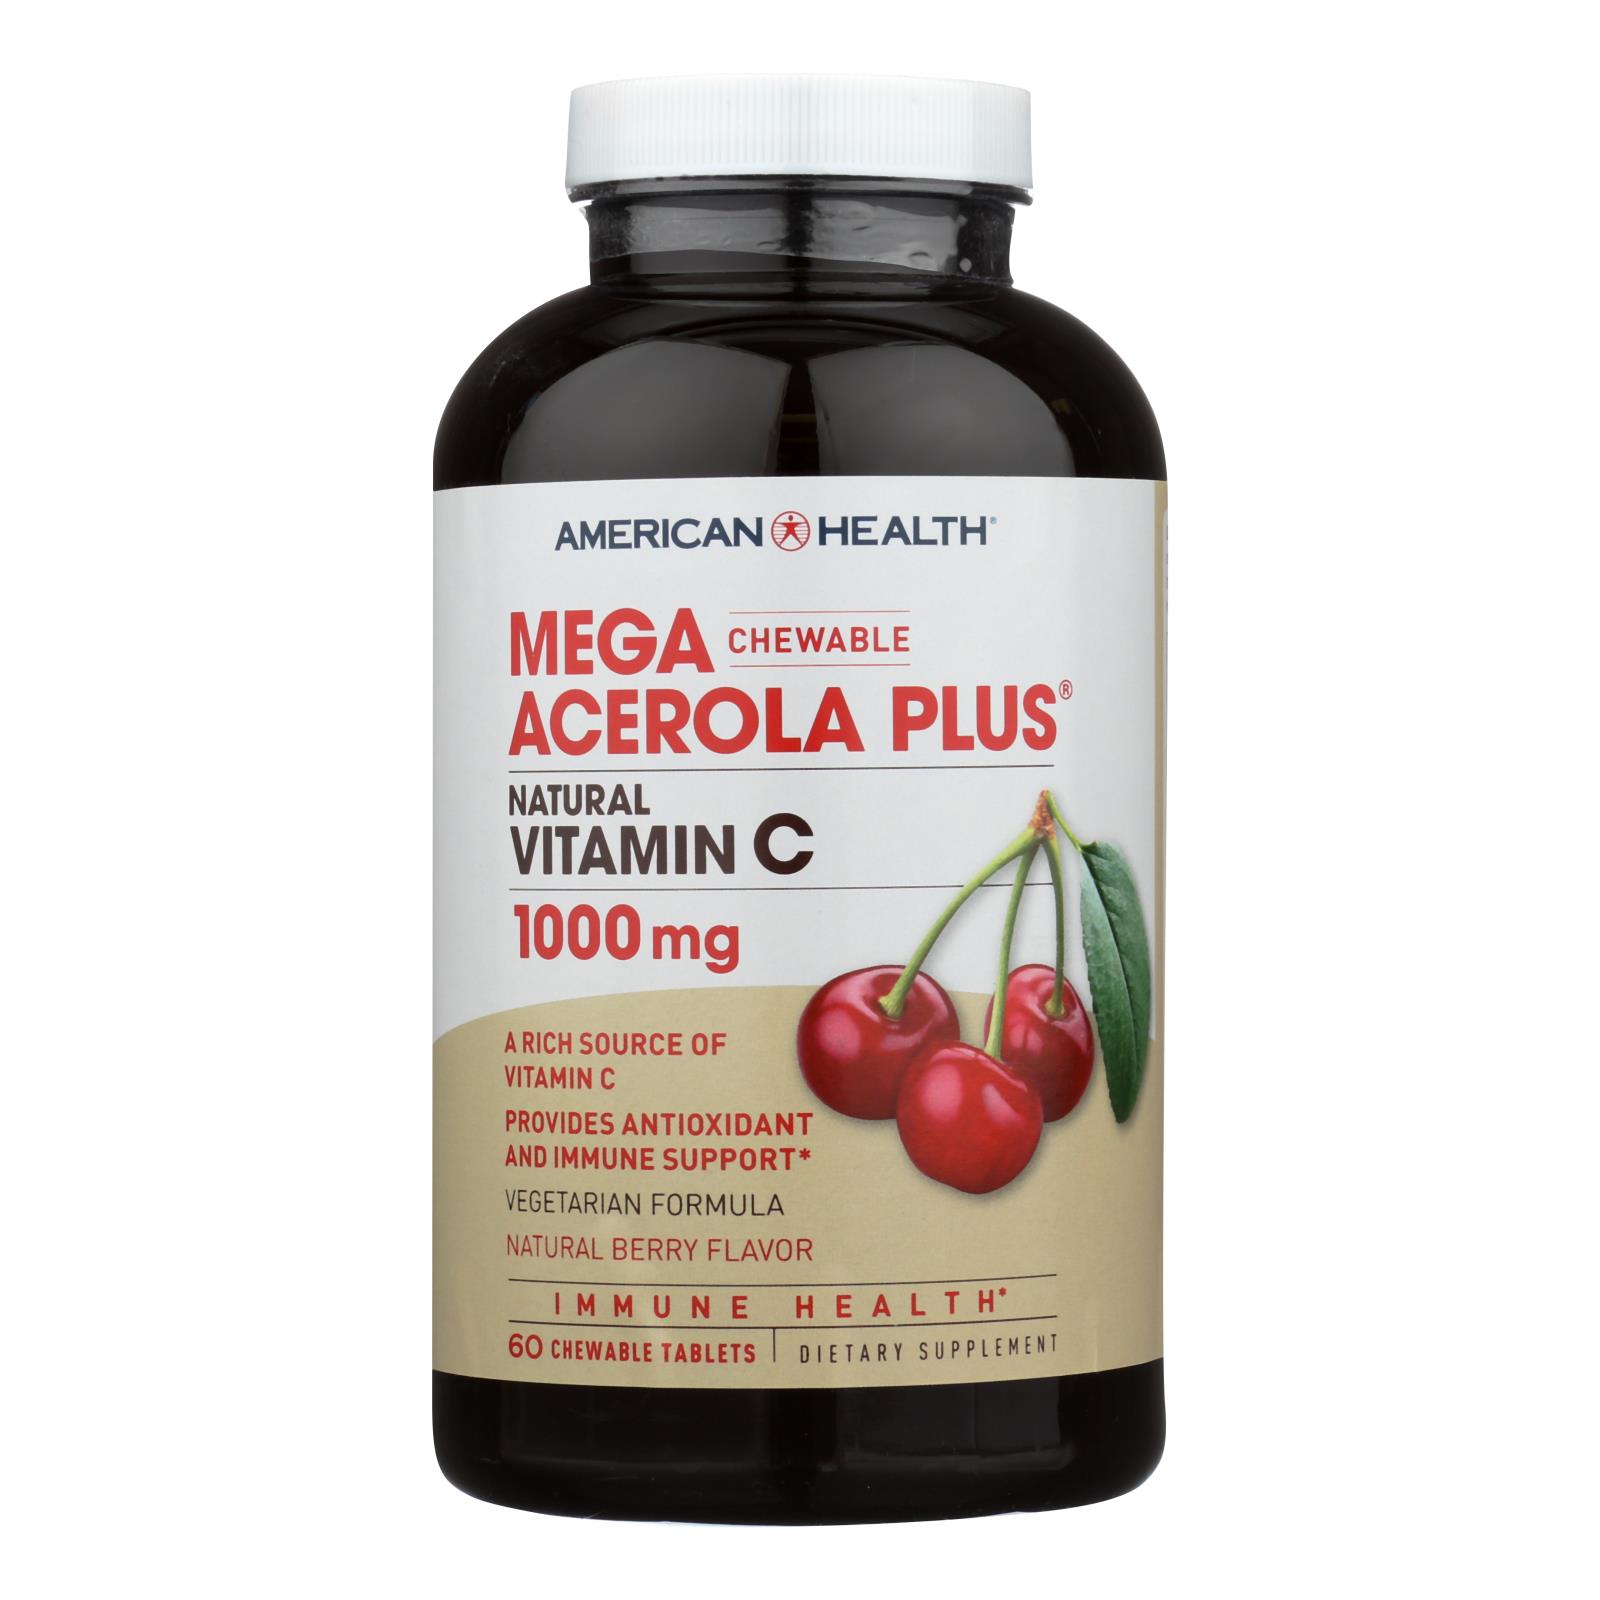 AMERICAN HEALTH®
MEGA CHEWABLE
ACEROLA PLUS®
NATURAL
VITAMIN C
1000 mg
A RICH SOURCE OF
VITAMIN C
PROVIDES ANTIOXIDANT
AND IMMUNE SUPPORT*
VEGETARIAN FORMULA
NATURAL BERRY FLAVOR
IMMUNE HEALTH*
60 CHEWABLE TABLETS | DIETARY SUPPLEMENT